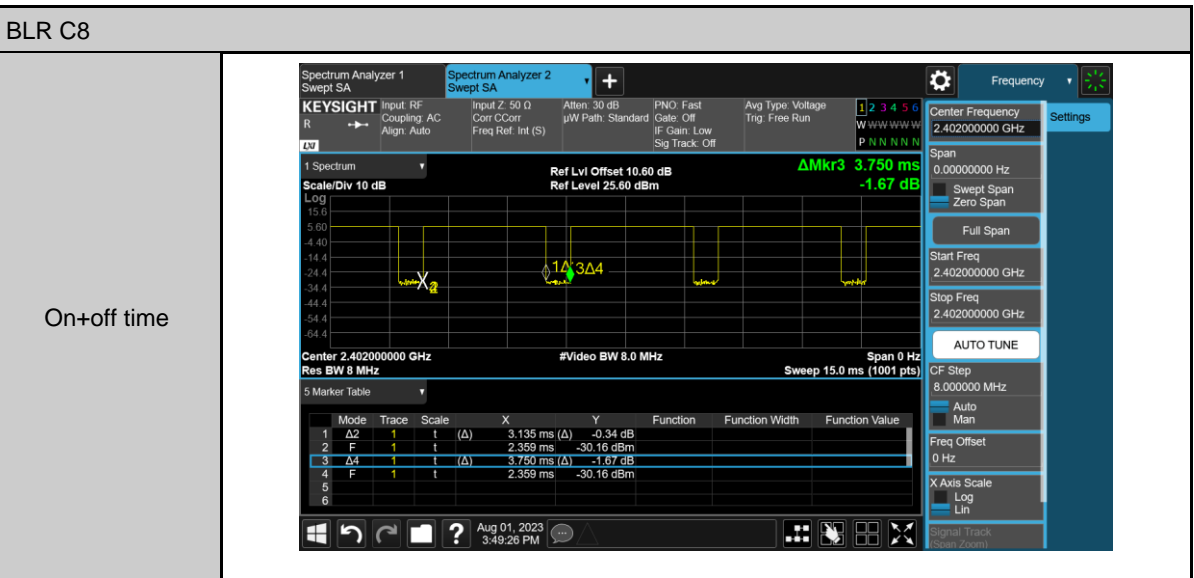 BLR C8
On+off time
Spectrum Analyzer 1
Swept SA
Spectrum Analyzer 2
Swept SA
+
Frequency
KEYSIGHT
R
LXI
Input: RF
Coupling: AC
Align: Auto
Input Z: 50 Ω
Corr CCorr
Freq Ref: Int (S)
Atten: 30 dB
µW Path: Standard
PNO: Fast
Gate: Off
IF Gain: Low
Sig Track: Off
Avg Type: Voltage
Trig: Free Run
1 2 3 4 5 6
W W W W W W
P N N N N N
1 Spectrum
Scale/Div 10 dB
Ref Lvl Offset 10.60 dB
Ref Level 25.60 dBm
ΔMkr3 3.750 ms
-1.67 dB
Log
15.6
5.60
-4.40
-14.4
-24.4
-34.4
-44.4
-54.4
-64.4
1Δ 3Δ4
Center 2.402000000 GHz
#Video BW 8.0 MHz
Span 0 Hz
Res BW 8 MHz
Sweep 15.0 ms (1001 pts)
5 Marker Table
Mode Trace Scale X Y Function Function Width Function Value
1 Δ2 1 t (Δ) 3.135 ms (Δ) -0.34 dB
2 F 1 t 2.359 ms -30.16 dBm
3 Δ4 1 t (Δ) 3.750 ms (Δ) -1.67 dB
4 F 1 t 2.359 ms -30.16 dBm
5
6
?
Aug 01, 2023
3:49:26 PM
Center Frequency
2.402000000 GHz
Settings
Span
0.00000000 Hz
Swept Span
Zero Span
Full Span
Start Freq
2.402000000 GHz
Stop Freq
2.402000000 GHz
AUTO TUNE
CF Step
8.000000 MHz
Auto
Man
Freq Offset
0 Hz
X Axis Scale
Log
Lin
Signal Track
(Span Zoom)